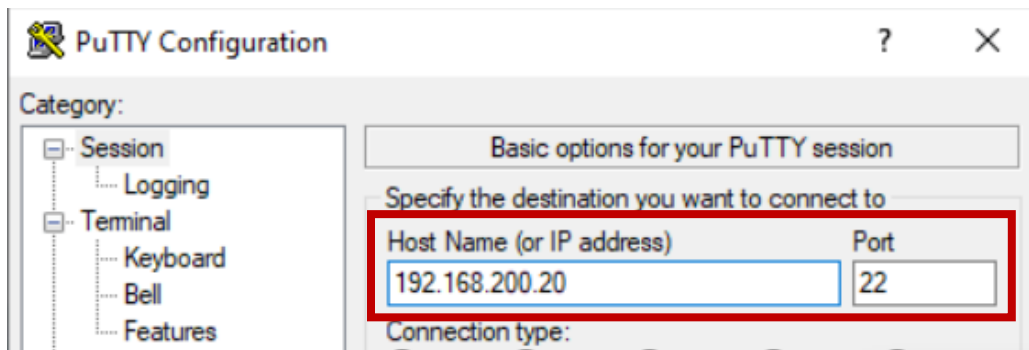 PuTTY Configuration
?
Category:
Session
Logging
Terminal
Keyboard
Bell
Features
Basic options for your PuTTY session
Specify the destination you want to connect to
Host Name (or IP address)
Port
192.168.200.20
22
Connection type: